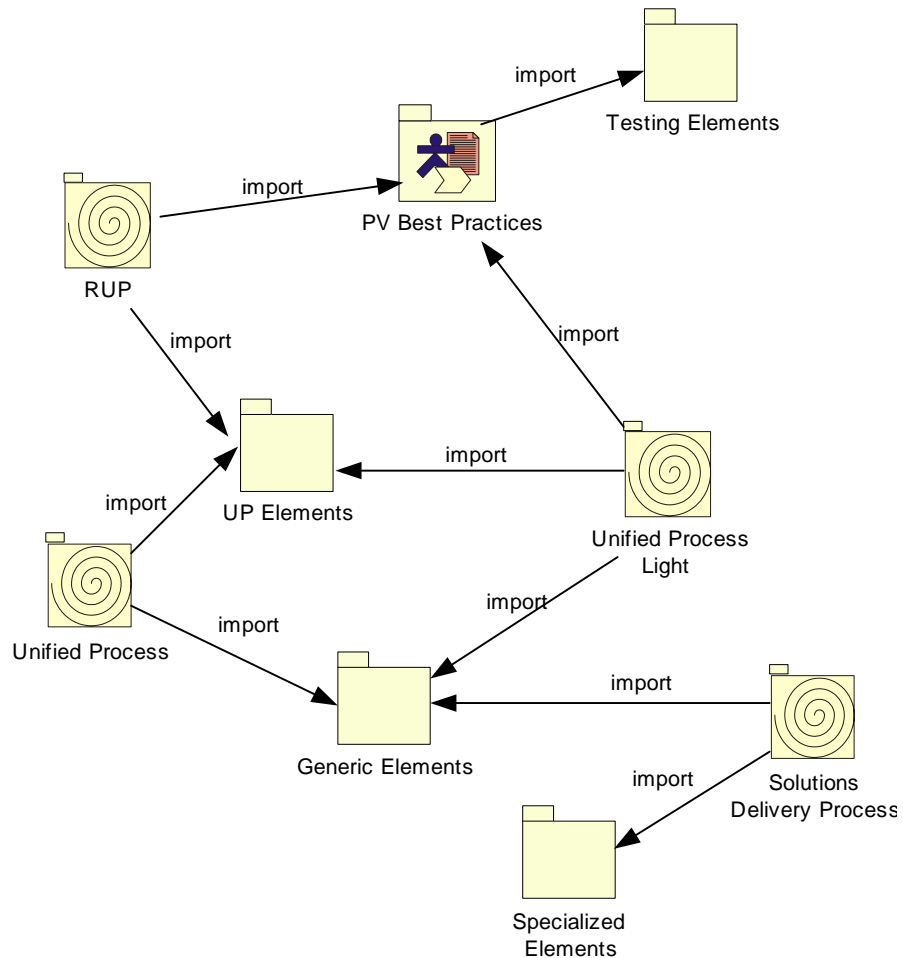 import
Testing Elements
import
PV Best Practices
RUP
import
import
import
UP Elements
import
Unified Process
Light
import
Unified Process
import
import
Generic Elements
import
Solutions
Delivery Process
import
Specialized
Elements